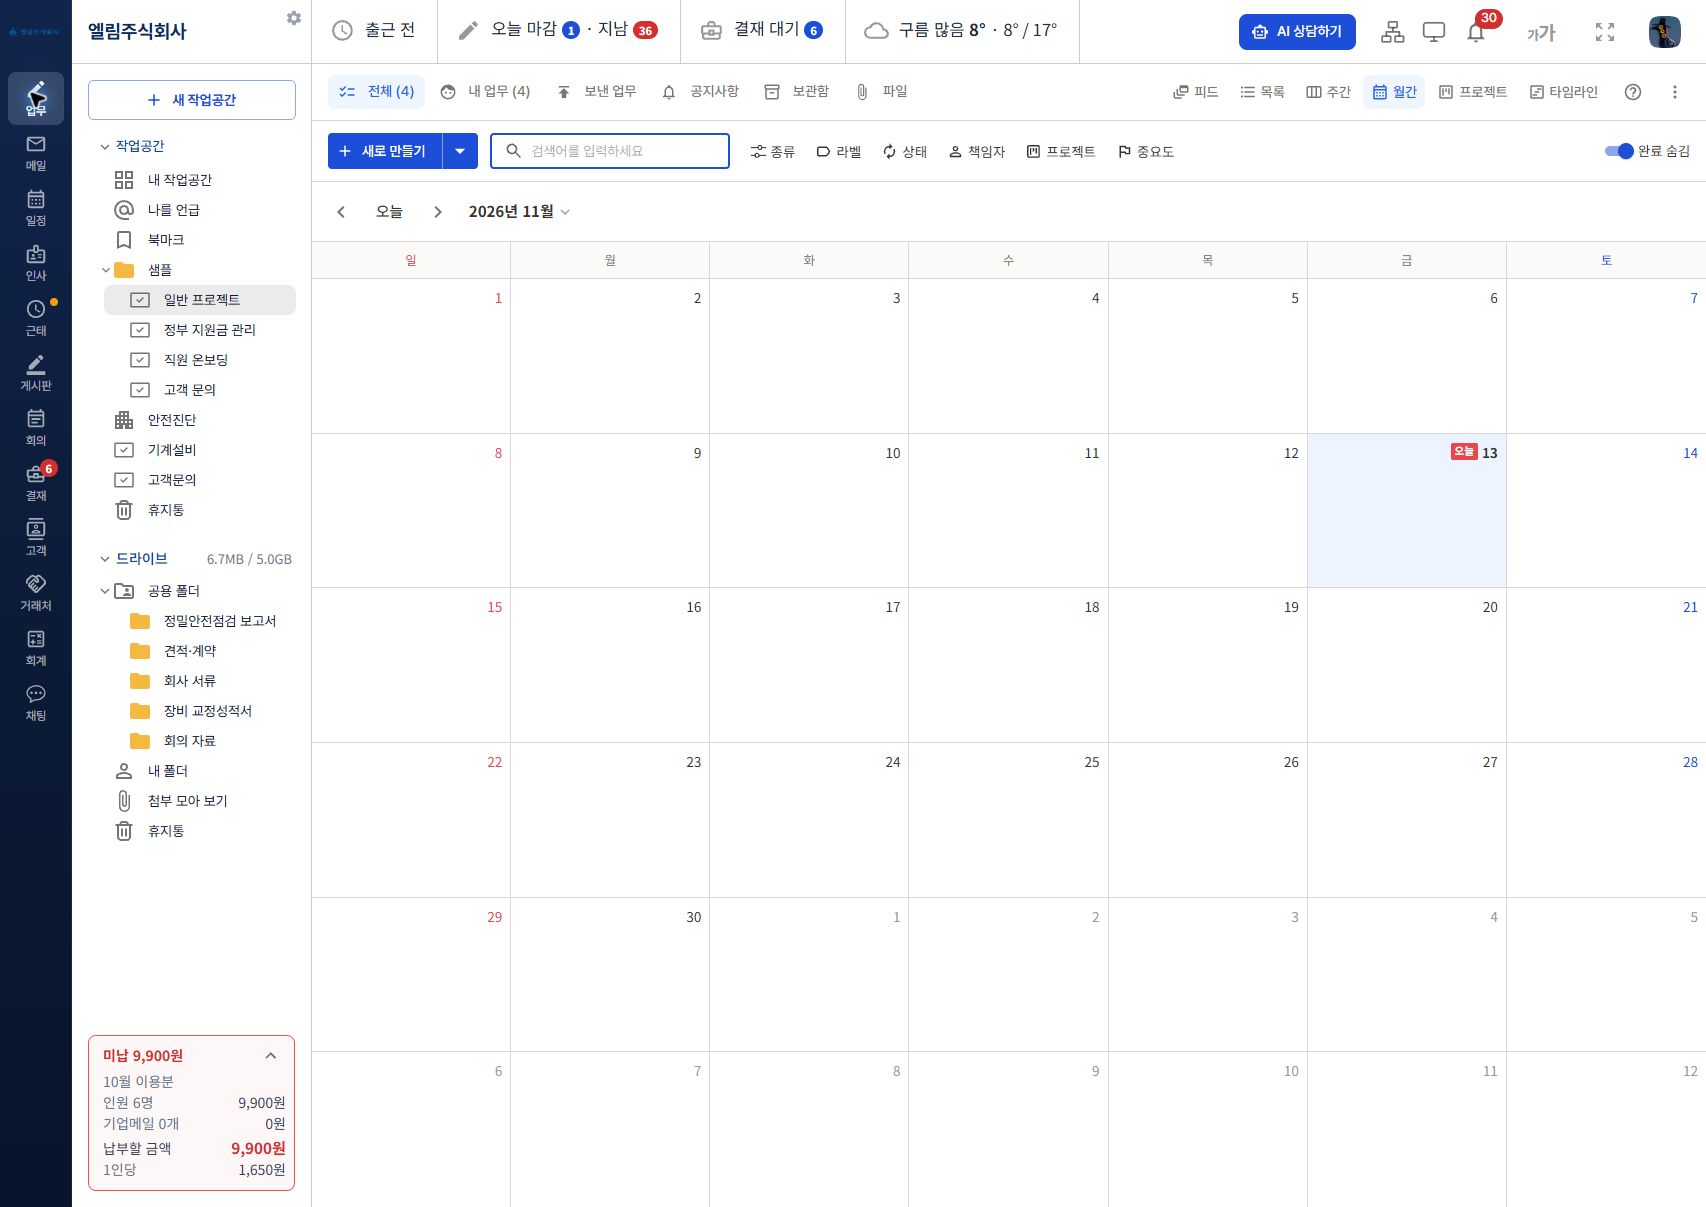 엘림주식회사
엘림주식회사
출근 전
오늘 마감 1 · 지남 36
결재 대기 6
구름 많음 8° · 8° / 17°
AI 상담하기
30
가가
업무
메일
일정
인사
근태
게시판
회의
6
결재
고객
거래처
회계
채팅
새 작업공간
작업공간
내 작업공간
나를 언급
북마크
샘플
일반 프로젝트
정부 지원금 관리
직원 온보딩
고객 문의
안전진단
기계설비
고객문의
휴지통
드라이브 6.7MB / 5.0GB
공용 폴더
정밀안전점검 보고서
견적·계약
회사 서류
장비 교정성적서
회의 자료
내 폴더
첨부 모아 보기
휴지통
미납 9,900원
10월 이용분
인원 6명 9,900원
기업메일 0개 0원
납부할 금액 9,900원
1인당 1,650원
전체 (4) 내 업무 (4) 보낸 업무 공지사항 보관함 파일
피드 목록 주간 월간 프로젝트 타임라인
새로 만들기 검색어를 입력하세요 종류 라벨 상태 책임자 프로젝트 중요도 완료 숨김
오늘 2026년 11월
일 월 화 수 목 금 토
1 2 3 4 5 6 7
8 9 10 11 12 오늘 13 14
15 16 17 18 19 20 21
22 23 24 25 26 27 28
29 30 1 2 3 4 5
6 7 8 9 10 11 12